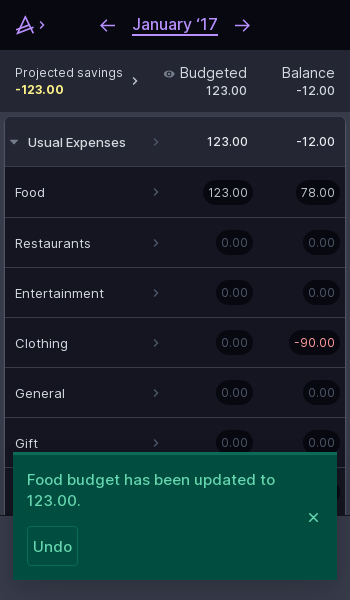 January ‘17
Projected savings
-123.00
Budgeted
123.00
Balance
-12.00
Usual Expenses 123.00 -12.00
Food 123.00 78.00
Restaurants 0.00 0.00
Entertainment 0.00 0.00
Clothing 0.00 -90.00
General 0.00 0.00
Gift 0.00 0.00
Food budget has been updated to
123.00.
Undo